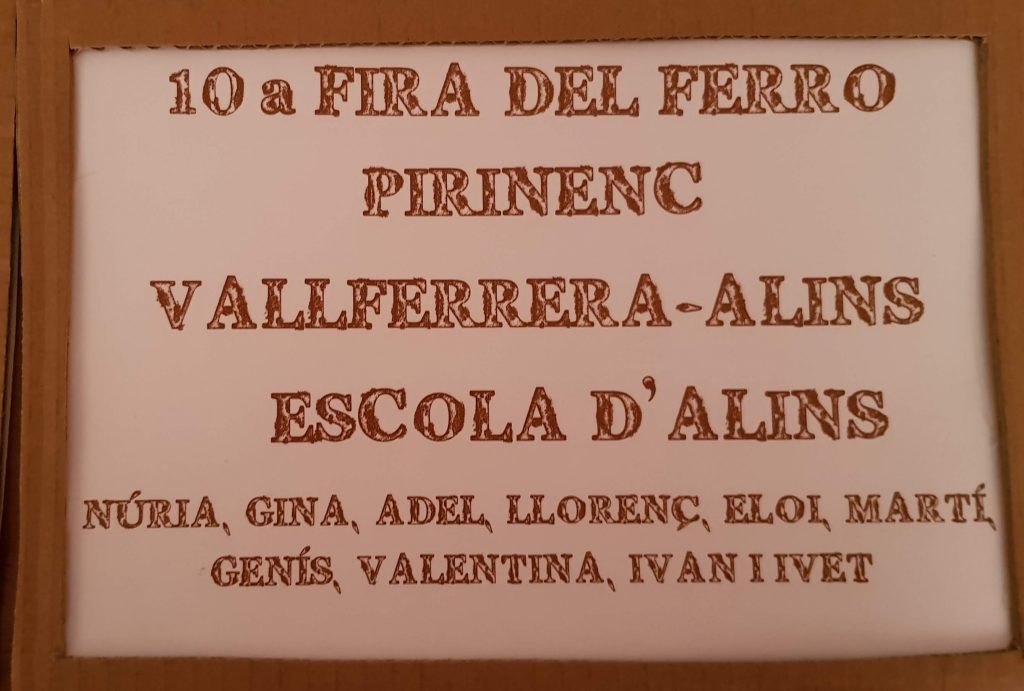 10 a FIRA DEL FERRO
PIRINENC
VALLFERRERA-ALINS
ESCOLA D'ALINS
NÚRIA, GINA, ADEL, LLORENÇ, ELOI, MARTÍ,
GENÍS, VALENTINA, IVAN I IVET